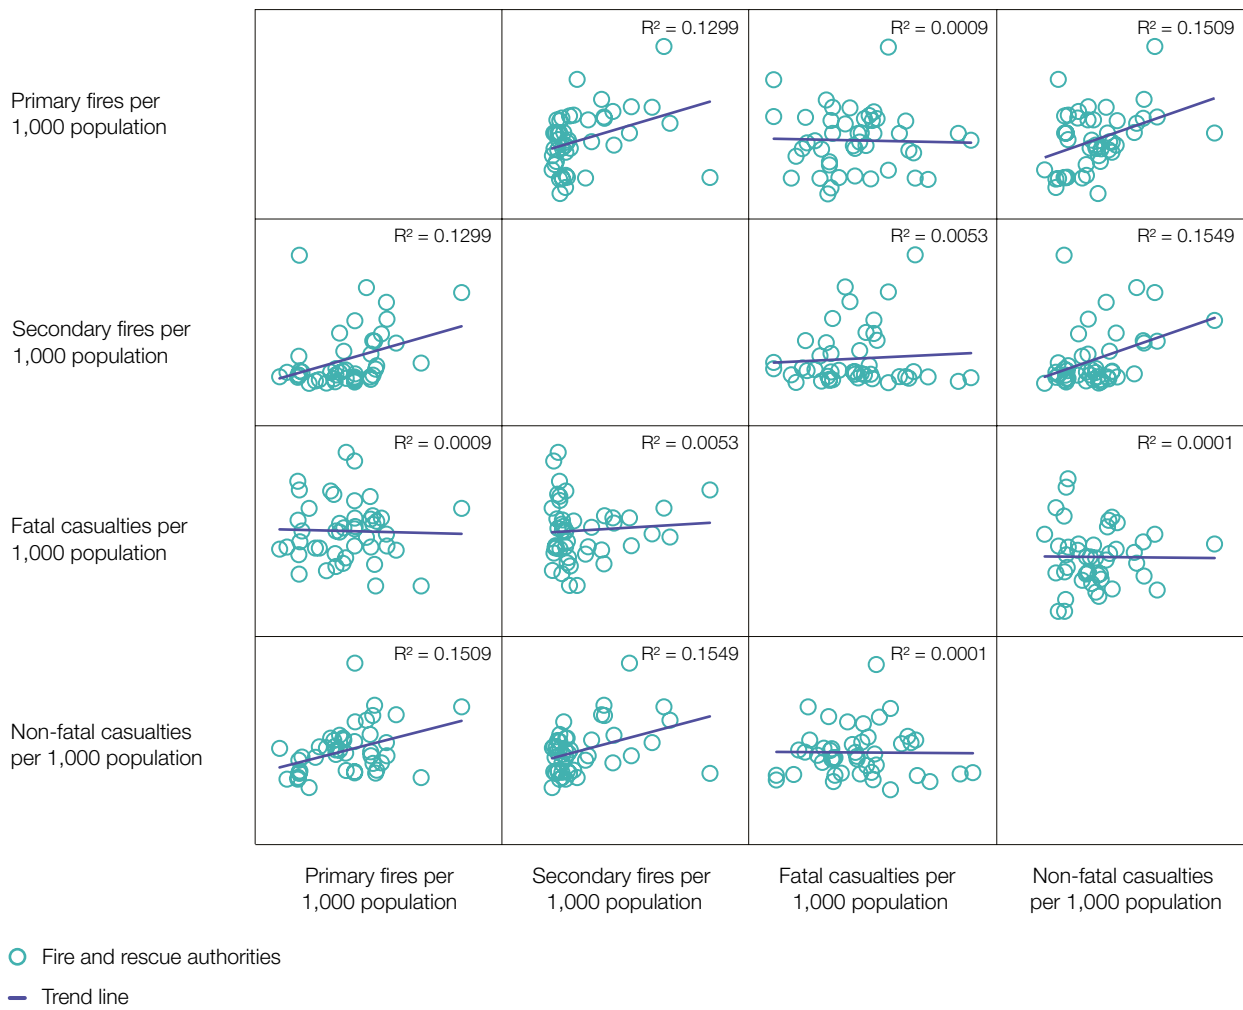 R² = 0.1299
R² = 0.0009
R² = 0.1509
Primary fires per
1,000 population
R² = 0.1299
R² = 0.0053
R² = 0.1549
Secondary fires per
1,000 population
R² = 0.0009
R² = 0.0053
R² = 0.0001
Fatal casualties per
1,000 population
R² = 0.1509
R² = 0.1549
R² = 0.0001
Non-fatal casualties
per 1,000 population
Primary fires per
1,000 population
Secondary fires per
1,000 population
Fatal casualties per
1,000 population
Non-fatal casualties
per 1,000 population
Fire and rescue authorities
Trend line